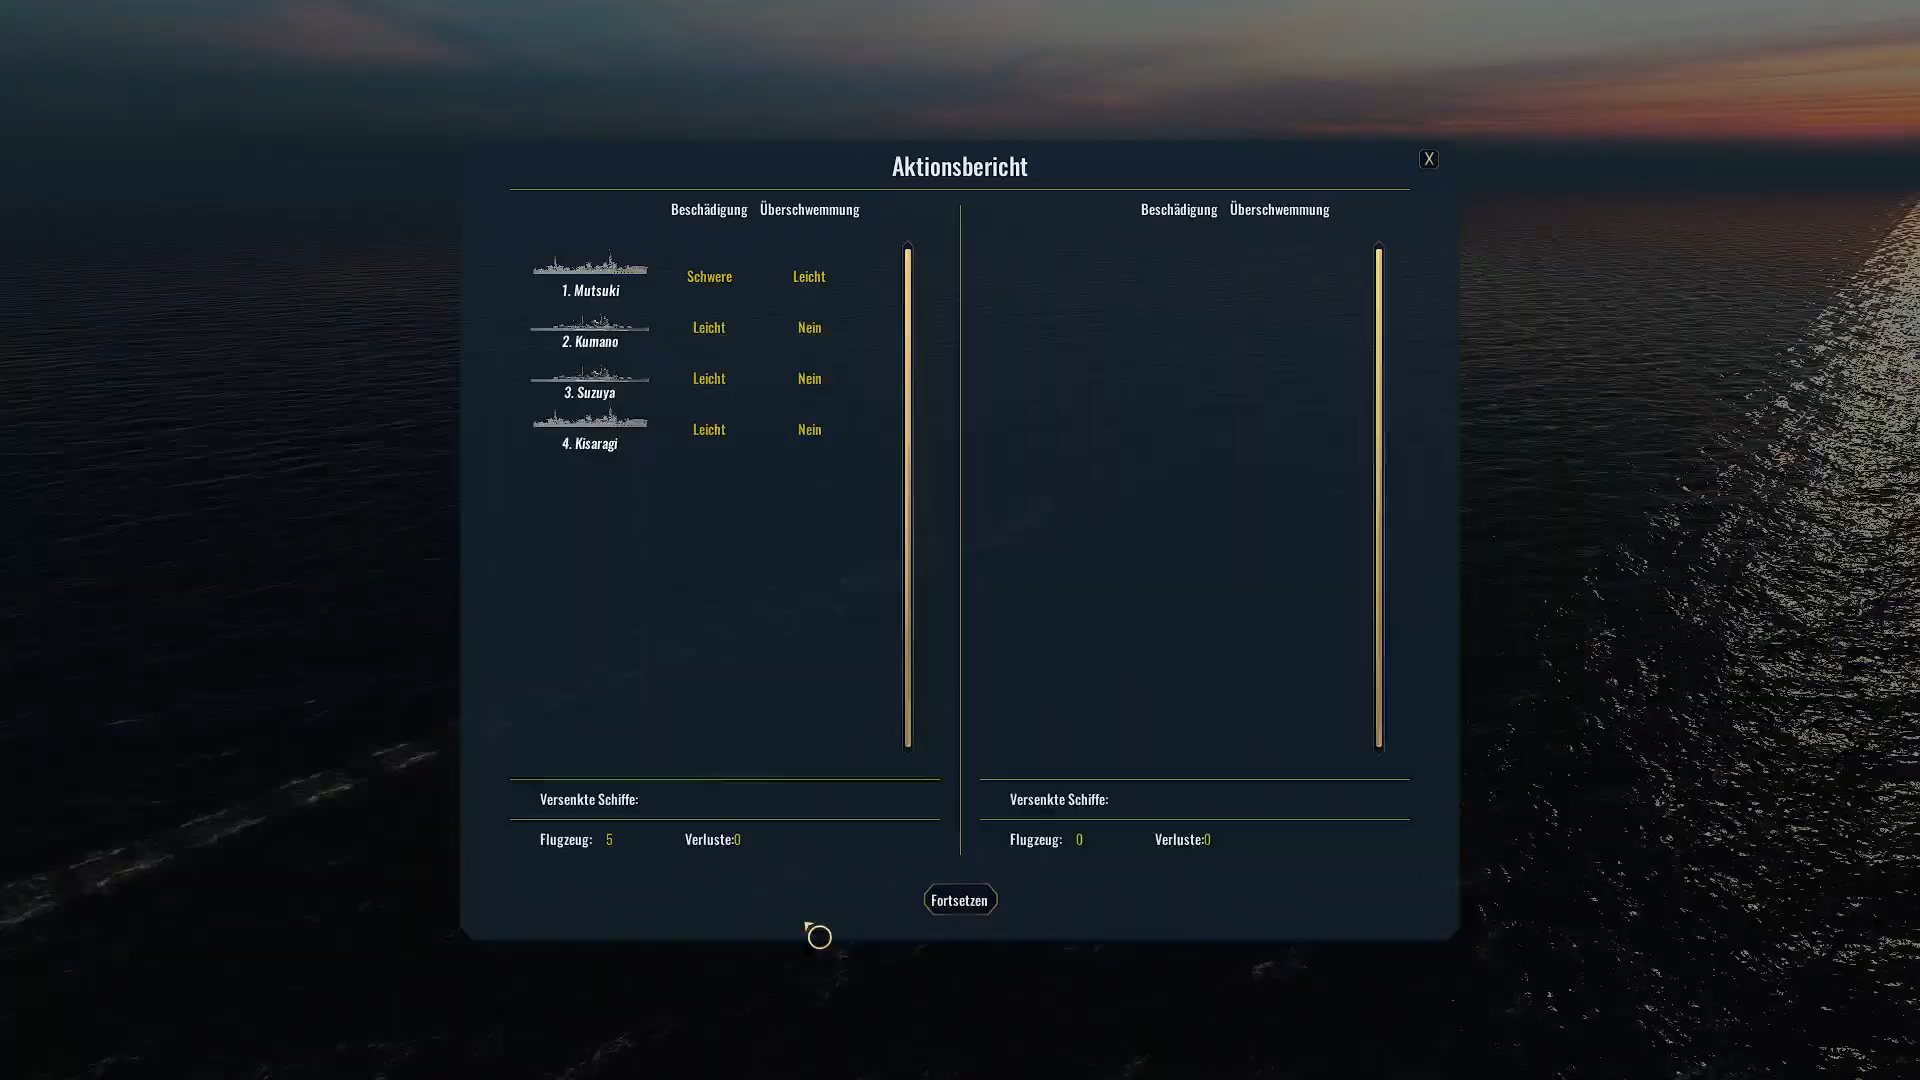 Aktionsbericht
X
Beschädigung Überschwemmung
1. Mutsuki Schwere Leicht
2. Kumano Leicht Nein
3. Suzuya Leicht Nein
4. Kisaragi Leicht Nein
Versenkte Schiffe:
Flugzeug: 5 Verluste:0
Beschädigung Überschwemmung
Versenkte Schiffe:
Flugzeug: 0 Verluste:0
Fortsetzen